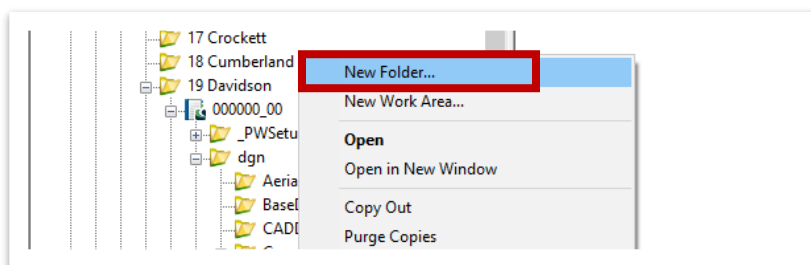 17 Crockett
18 Cumberland
19 Davidson
000000_00
_PWSetu
dgn
Aeria
Base
CADD
New Folder...
New Work Area...
Open
Open in New Window
Copy Out
Purge Copies